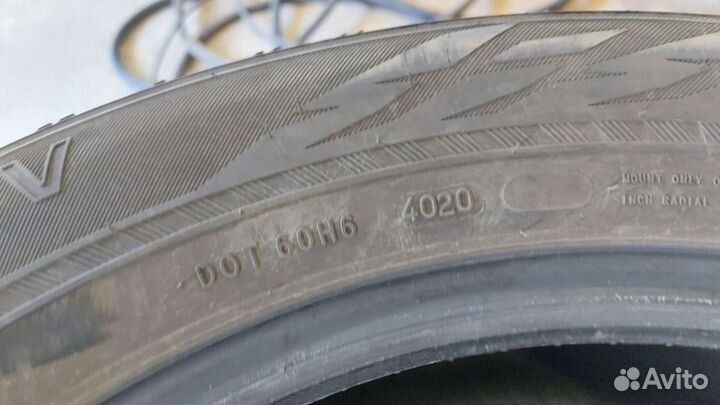 V
DOT 60H6 4020
MOUNT ONLY
INCH RADIAL
Avito